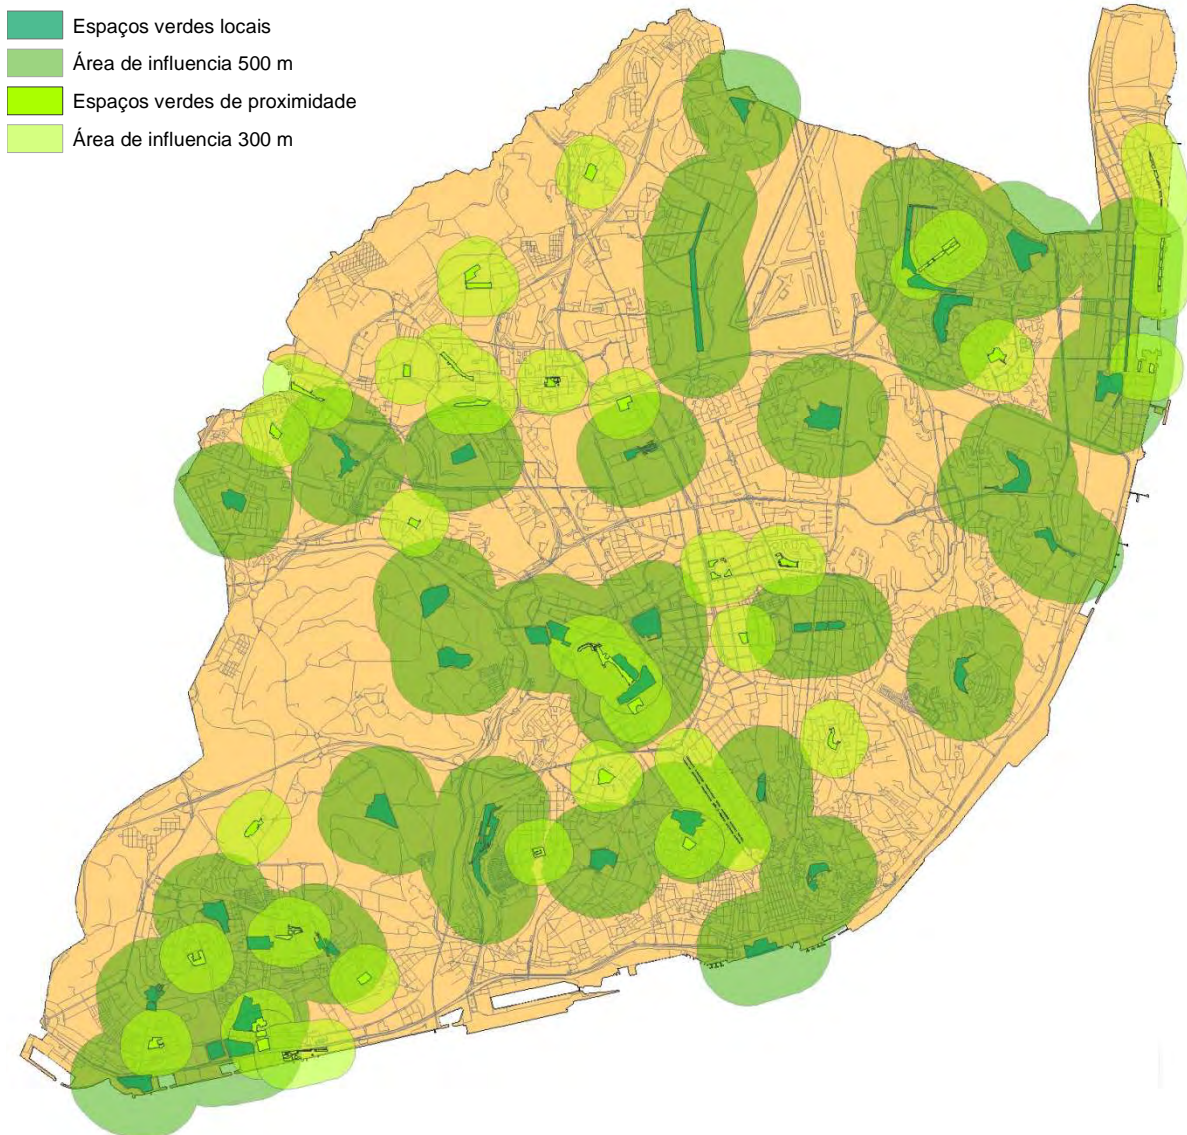 Espaços verdes locais
Área de influencia 500 m
Espaços verdes de proximidade
Área de influencia 300 m